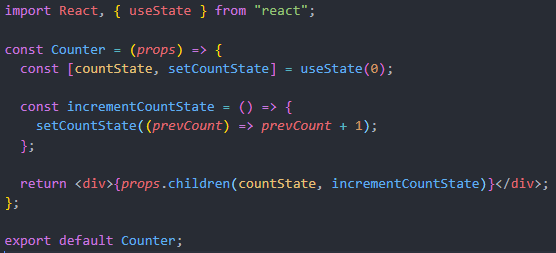 import React, { useState } from "react";
const Counter = (props) => {
const [countState, setCountState] = useState(0);
const incrementCountState = () => {
setCountState((prevCount) => prevCount + 1);
};
return <div>{props.children(countState, incrementCountState)}</div>;
};
export default Counter;